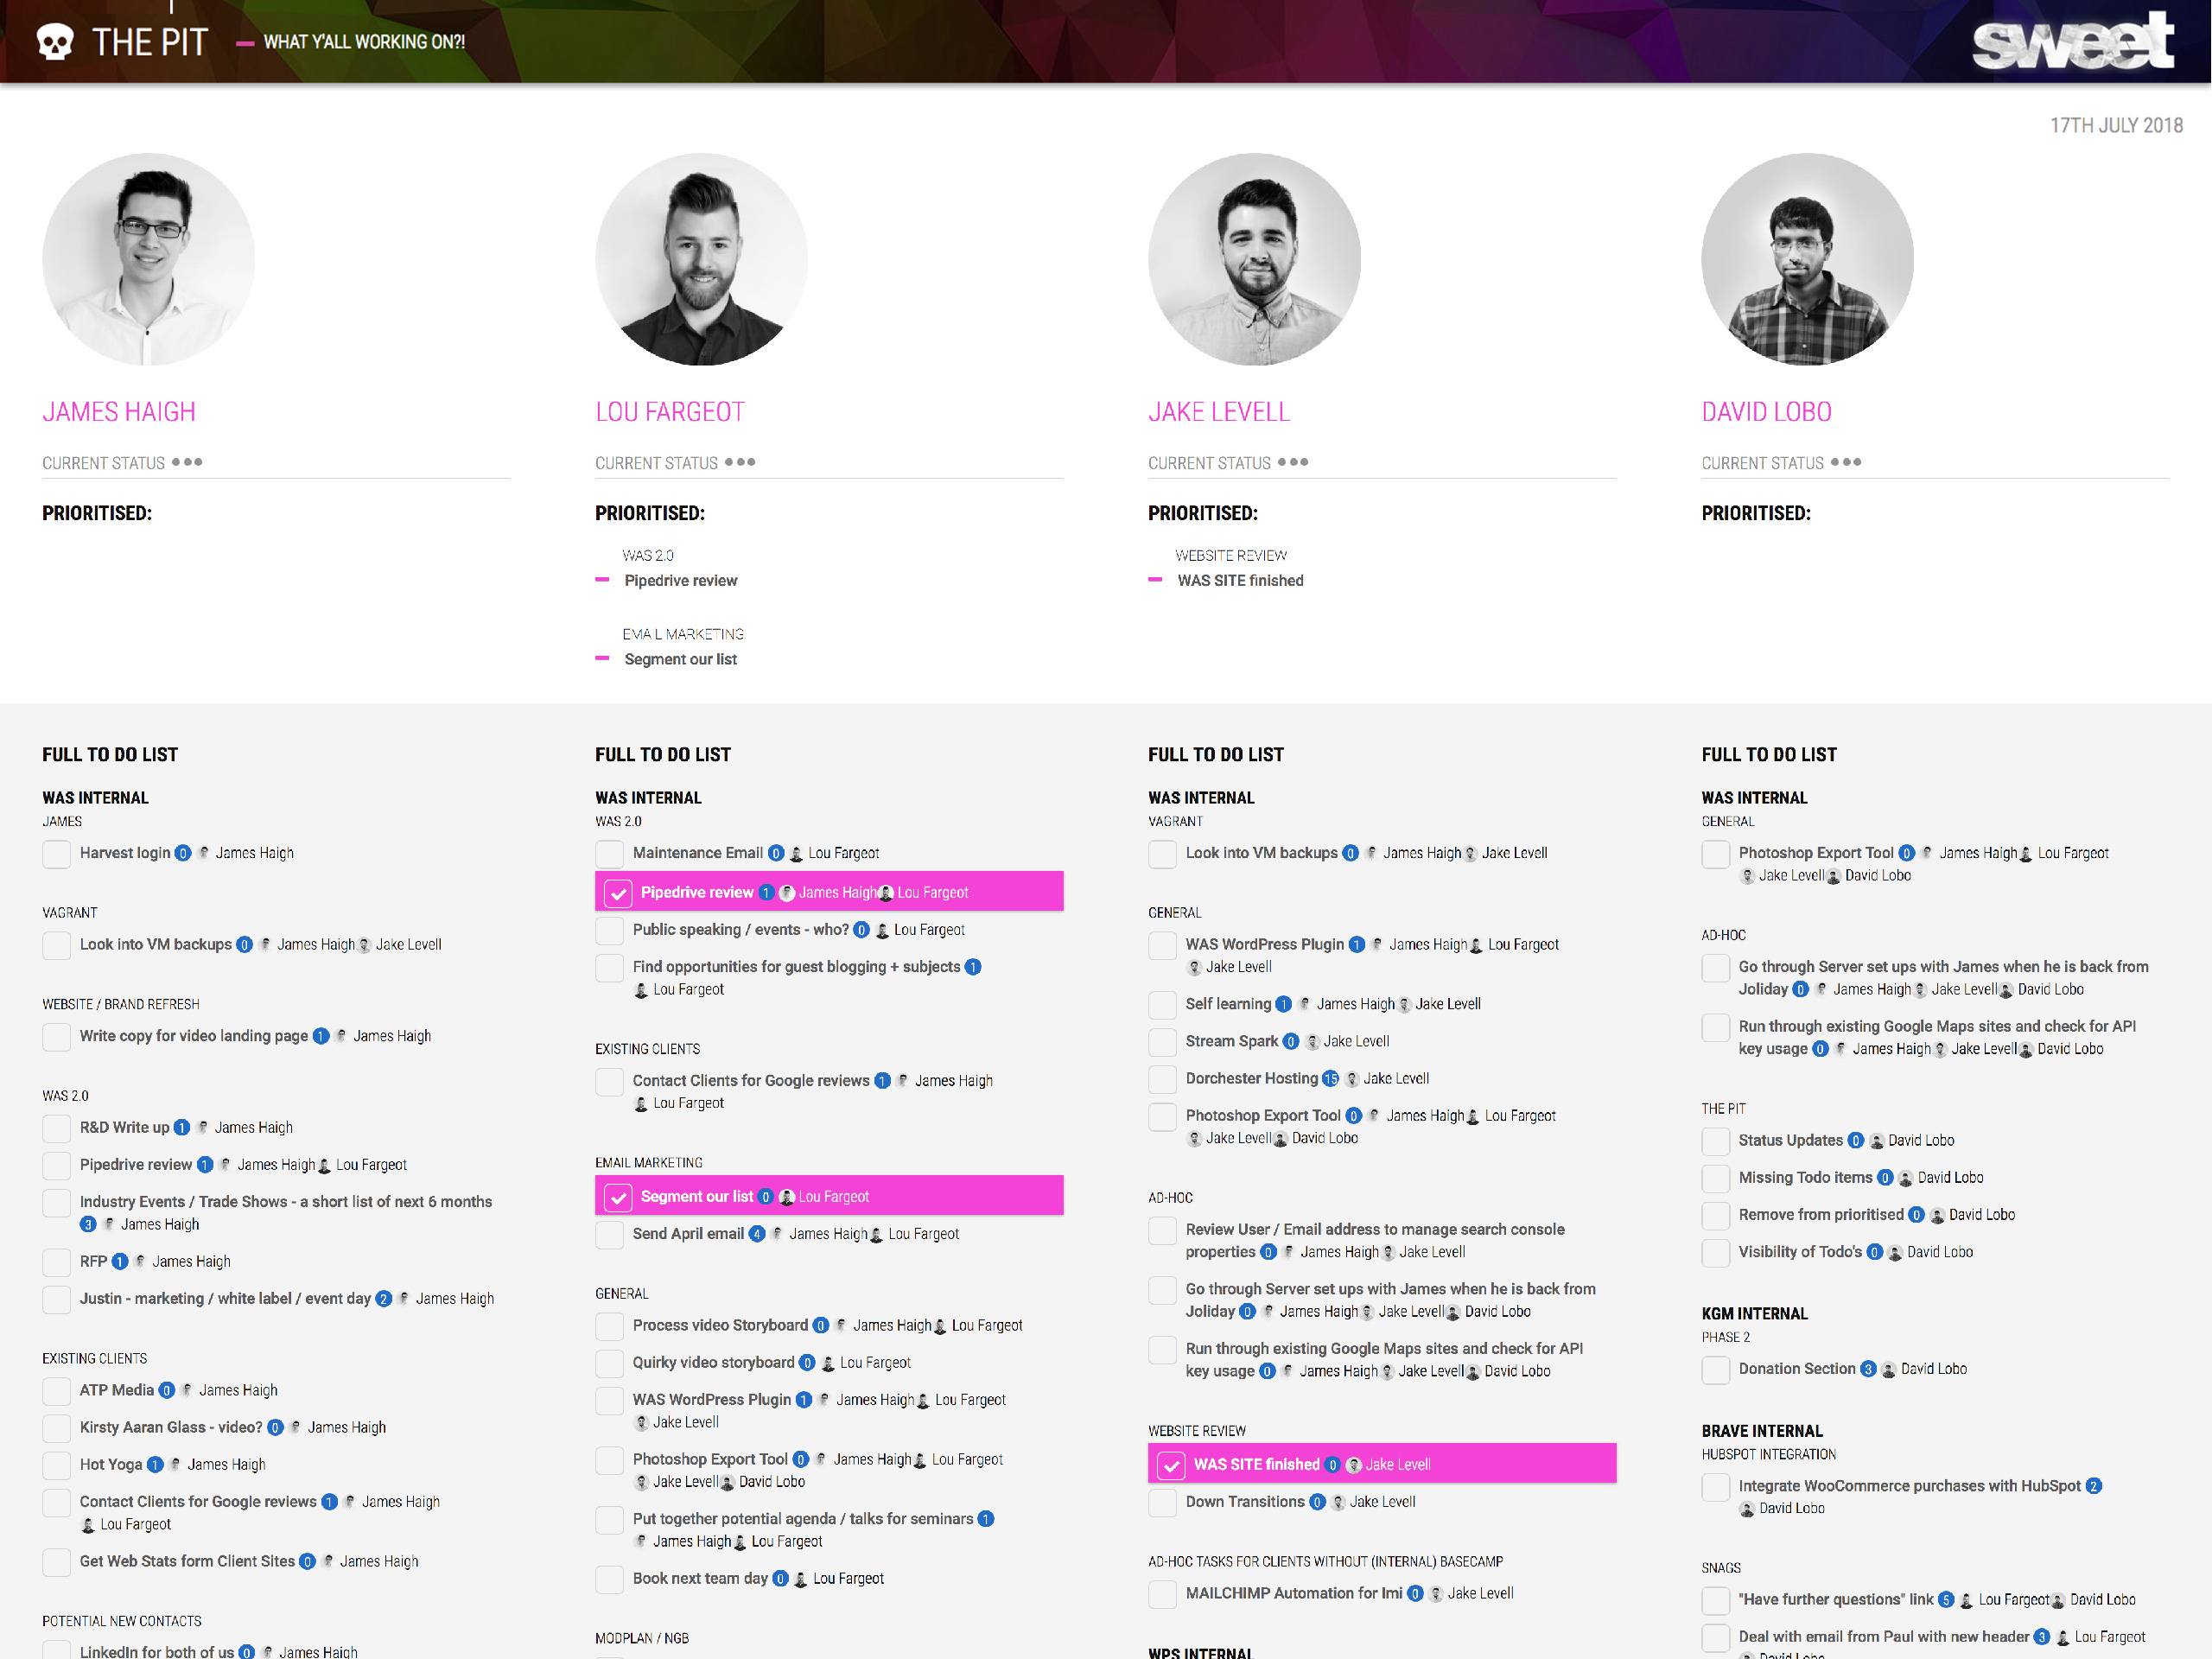 THE PIT
WHAT Y'ALL WORKING ON?!
sweet
17TH JULY 2018
JAMES HAIGH
CURRENT STATUS
PRIORITISED:
LOU FARGEOT
CURRENT STATUS
PRIORITISED:
WAS 2.0
Pipedrive review
EMAIL MARKETING
Segment our list
JAKE LEVELL
CURRENT STATUS
PRIORITISED:
WEBSITE REVIEW
WAS SITE finished
DAVID LOBO
CURRENT STATUS
PRIORITISED:
FULL TO DO LIST
WAS INTERNAL
JAMES
Harvest login 0 James Haigh
VAGRANT
Look into VM backups 0 James Haigh Jake Levell
WEBSITE / BRAND REFRESH
Write copy for video landing page 1 James Haigh
WAS 2.0
R&D Write up 1 James Haigh
Pipedrive review 1 James Haigh Lou Fargeot
Industry Events / Trade Shows - a short list of next 6 months
3 James Haigh
RFP 1 James Haigh
Justin - marketing / white label / event day 2 James Haigh
EXISTING CLIENTS
ATP Media 0 James Haigh
Kirsty Aaran Glass - video? 0 James Haigh
Hot Yoga 1 James Haigh
Contact Clients for Google reviews 1 James Haigh
Lou Fargeot
Get Web Stats form Client Sites 0 James Haigh
POTENTIAL NEW CONTACTS
LinkedIn for both of us 0 James Haigh
FULL TO DO LIST
WAS INTERNAL
WAS 2.0
Maintenance Email 0 Lou Fargeot
Pipedrive review 1 James Haigh Lou Fargeot
Public speaking / events - who? 0 Lou Fargeot
Find opportunities for guest blogging + subjects 1
Lou Fargeot
EXISTING CLIENTS
Contact Clients for Google reviews 1 James Haigh
Lou Fargeot
EMAIL MARKETING
Segment our list 0 Lou Fargeot
Send April email 4 James Haigh Lou Fargeot
GENERAL
Process video Storyboard 0 James Haigh Lou Fargeot
Quirky video storyboard 0 Lou Fargeot
WAS WordPress Plugin 1 James Haigh Lou Fargeot
Jake Levell
Photoshop Export Tool 0 James Haigh Lou Fargeot
Jake Levell David Lobo
Put together potential agenda / talks for seminars 1
James Haigh Lou Fargeot
Book next team day 0 Lou Fargeot
MODPLAN / NGB
FULL TO DO LIST
WAS INTERNAL
VAGRANT
Look into VM backups 0 James Haigh Jake Levell
GENERAL
WAS WordPress Plugin 1 James Haigh Lou Fargeot
Jake Levell
Self learning 1 James Haigh Jake Levell
Stream Spark 0 Jake Levell
Dorchester Hosting 15 Jake Levell
Photoshop Export Tool 0 James Haigh Lou Fargeot
Jake Levell David Lobo
AD-HOC
Review User / Email address to manage search console
properties 0 James Haigh Jake Levell
Go through Server set ups with James when he is back from
Joliday 0 James Haigh Jake Levell David Lobo
Run through existing Google Maps sites and check for API
key usage 0 James Haigh Jake Levell David Lobo
WEBSITE REVIEW
WAS SITE finished 0 Jake Levell
Down Transitions 0 Jake Levell
AD-HOC TASKS FOR CLIENTS WITHOUT (INTERNAL) BASECAMP
MAILCHIMP Automation for Imi 0 Jake Levell
WPS INTERNAL
FULL TO DO LIST
WAS INTERNAL
GENERAL
Photoshop Export Tool 0 James Haigh Lou Fargeot
Jake Levell David Lobo
AD-HOC
Go through Server set ups with James when he is back from
Joliday 0 James Haigh Jake Levell David Lobo
Run through existing Google Maps sites and check for API
key usage 0 James Haigh Jake Levell David Lobo
THE PIT
Status Updates 0 David Lobo
Missing Todo items 0 David Lobo
Remove from prioritised 0 David Lobo
Visibility of Todo's 0 David Lobo
KGM INTERNAL
PHASE 2
Donation Section 3 David Lobo
BRAVE INTERNAL
HUBSPOT INTEGRATION
Integrate WooCommerce purchases with HubSpot 2
David Lobo
SNAGS
"Have further questions" link 5 Lou Fargeot David Lobo
Deal with email from Paul with new header 3 Lou Fargeot
David Lobo